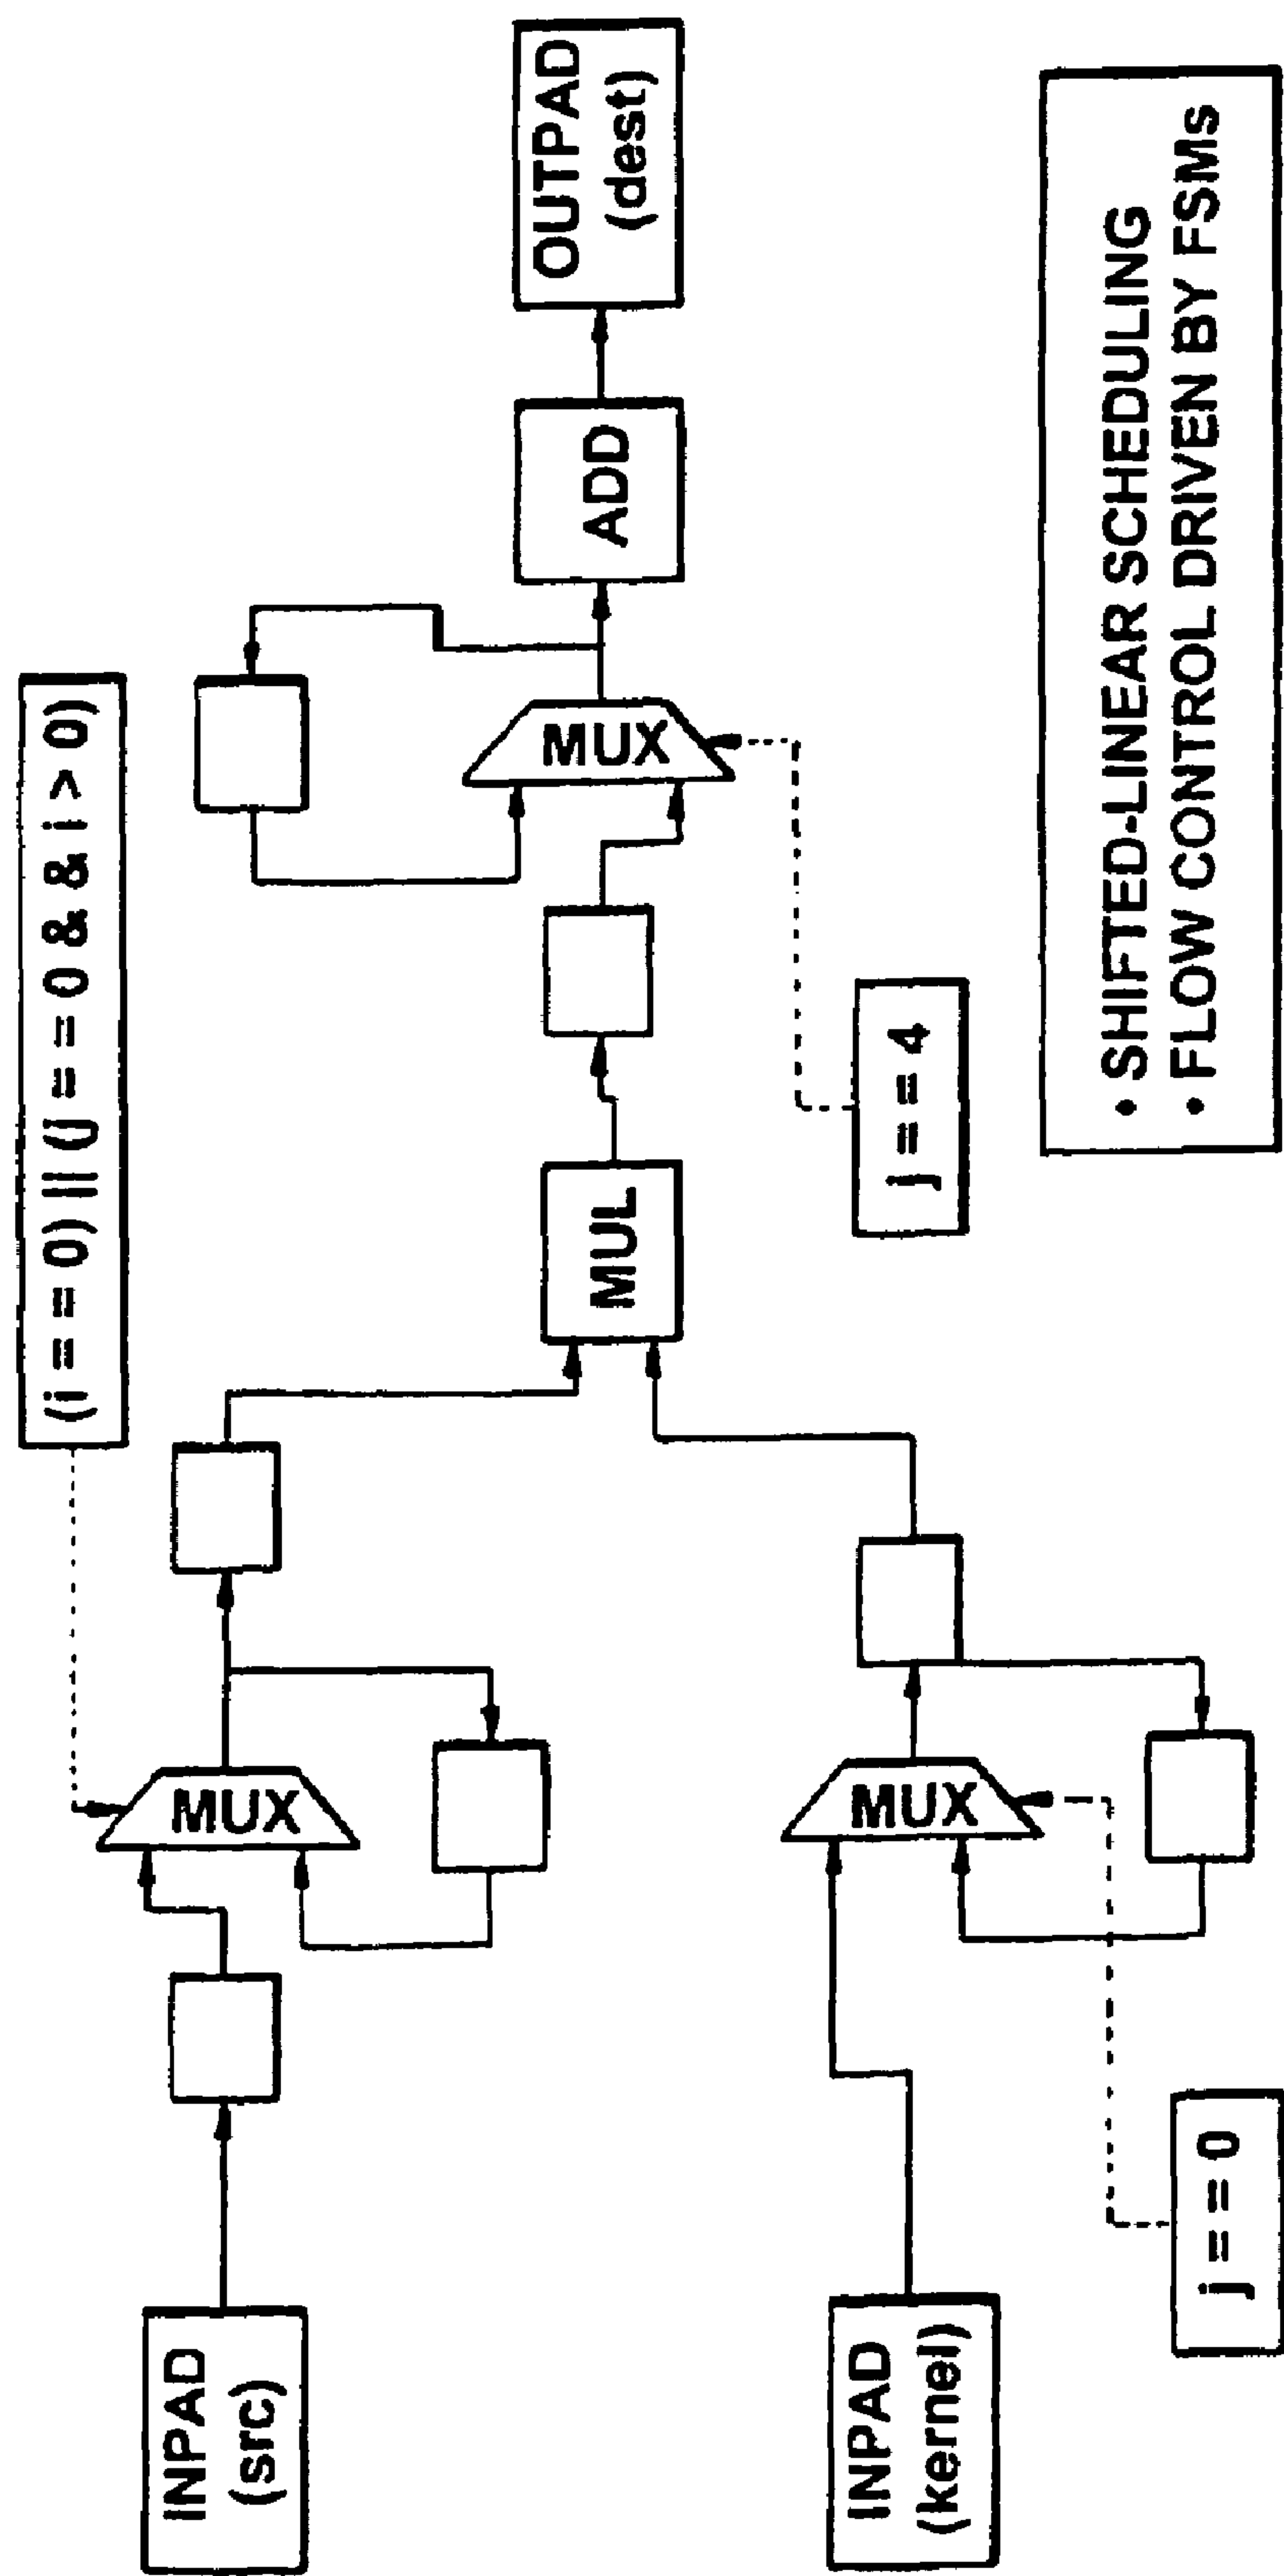 (i = = 0) || (j = = 0 & & i > 0)
INPAD
(src)
MUX
MUL
MUX
ADD
OUTPAD
(dest)
INPAD
(kernel)
MUX
j = = 0
j = = 4
• SHIFTED-LINEAR SCHEDULING
• FLOW CONTROL DRIVEN BY FSMs